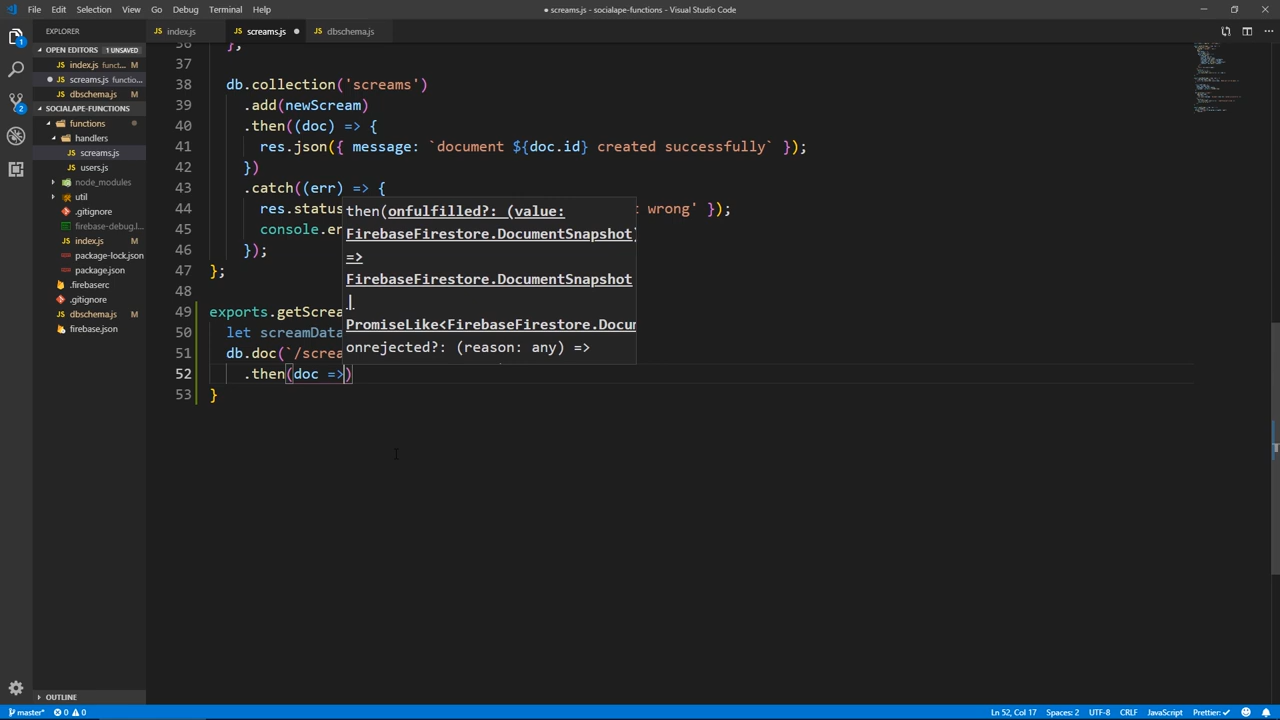 File Edit Selection View Go Debug Terminal Help
● screams.js - socialape-functions - Visual Studio Code
EXPLORER
OPEN EDITORS 1 UNSAVED
index.js funct... M
screams.js functio...
dbschema.js M
SOCIALAPE-FUNCTIONS
functions
handlers
screams.js
users.js
node_modules
util
.gitignore
firebase-debug.l...
index.js M
package-lock.json
package.json
.firebaserc
.gitignore
dbschema.js M
firebase.json
OUTLINE
index.js screams.js dbschema.js
36 };
37
38 db.collection('screams')
39 .add(newScream)
40 .then((doc) => {
41 res.json({ message: `document ${doc.id} created successfully` });
42 })
43 .catch((err) => {
44 res.status wrong' });
45 console.er
46 });
47 };
48
49 exports.getScrea
50 let screamData
51 db.doc(`/screa
52 .then(doc =>)
53 }
then(onfulfilled?: (value:
FirebaseFirestore.DocumentSnapshot)
=>
FirebaseFirestore.DocumentSnapshot
|
PromiseLike<FirebaseFirestore.Docum
onrejected?: (reason: any) =>
master* 0 0 Ln 52, Col 17 Spaces: 2 UTF-8 CRLF JavaScript Prettier: ✓
1
2